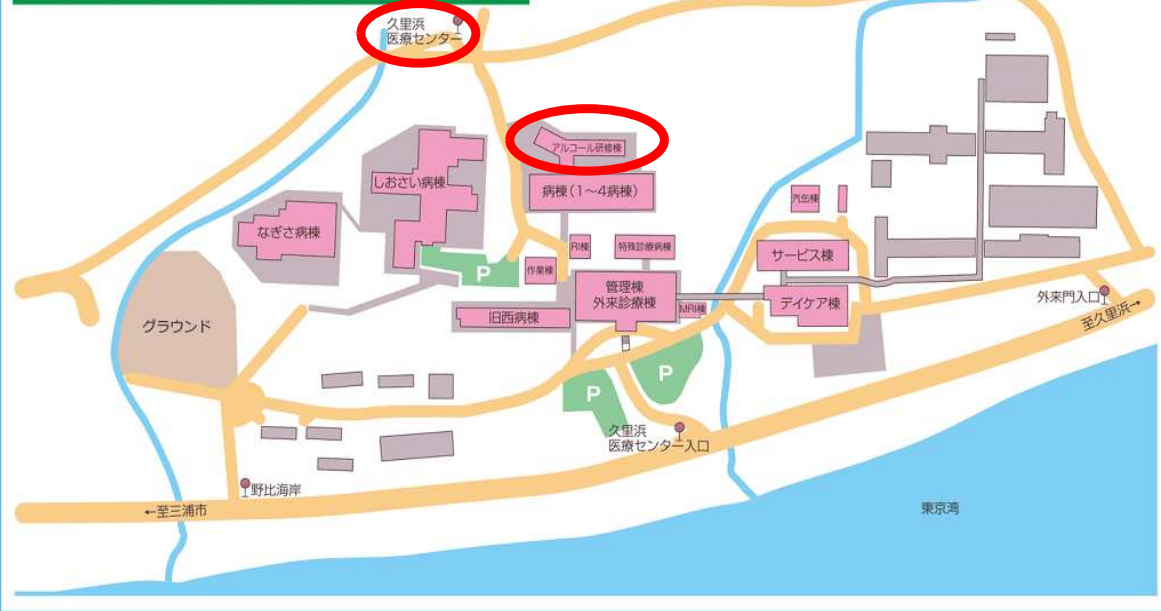 久里浜
医療センター
アルコール研修棟
しおさい病棟
病棟(1〜4病棟)
汽缶棟
なぎさ病棟
RI棟
特殊診療病棟
サービス棟
P
作業棟
管理棟
外来診療棟
デイケア棟
外来門入口
MRI棟
旧西病棟
至久里浜→
グラウンド
P
P
久里浜
医療センター入口
野比海岸
←至三浦市
東京湾